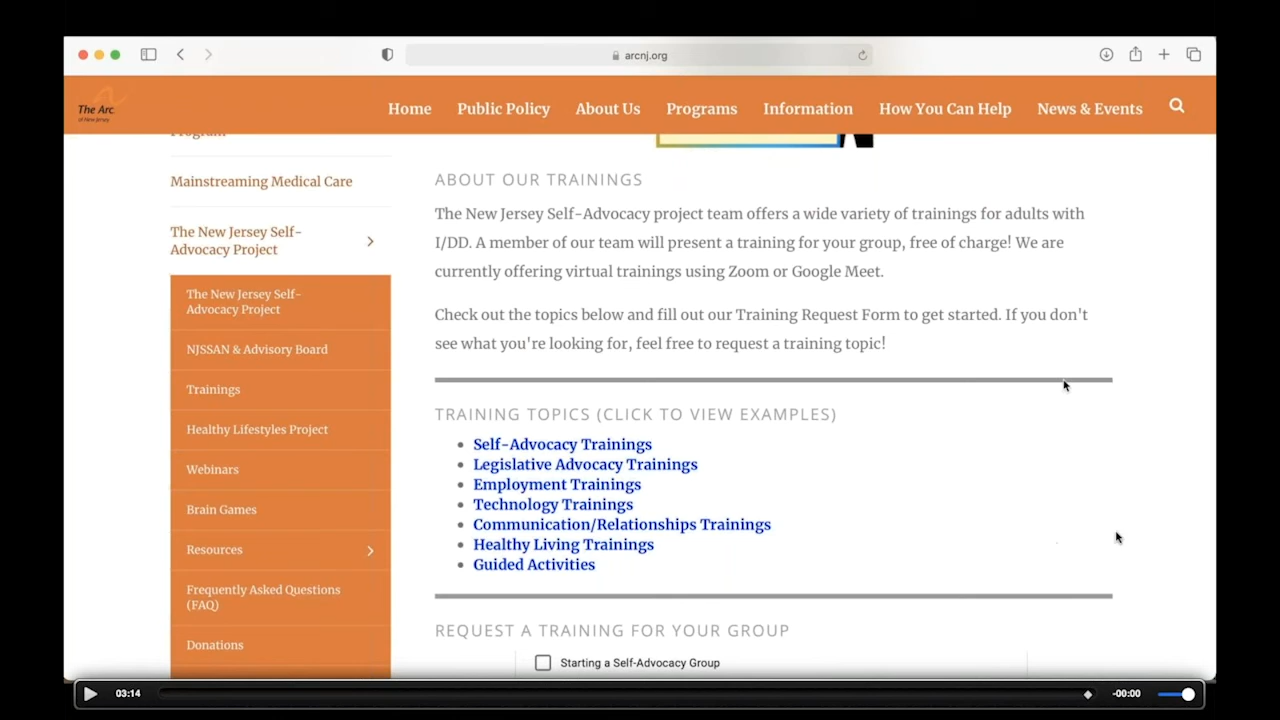 arcnj.org
The Arc
of New Jersey
Home
Public Policy
About Us
Programs
Information
How You Can Help
News & Events
Program
Mainstreaming Medical Care
The New Jersey Self-
Advocacy Project
The New Jersey Self-
Advocacy Project
NJSSAN & Advisory Board
Trainings
Healthy Lifestyles Project
Webinars
Brain Games
Resources
Frequently Asked Questions
(FAQ)
Donations
ABOUT OUR TRAININGS
The New Jersey Self-Advocacy project team offers a wide variety of trainings for adults with
I/DD. A member of our team will present a training for your group, free of charge! We are
currently offering virtual trainings using Zoom or Google Meet.
Check out the topics below and fill out our Training Request Form to get started. If you don't
see what you're looking for, feel free to request a training topic!
TRAINING TOPICS (CLICK TO VIEW EXAMPLES)
Self-Advocacy Trainings
Legislative Advocacy Trainings
Employment Trainings
Technology Trainings
Communication/Relationships Trainings
Healthy Living Trainings
Guided Activities
REQUEST A TRAINING FOR YOUR GROUP
Starting a Self-Advocacy Group
03:14
-00:00